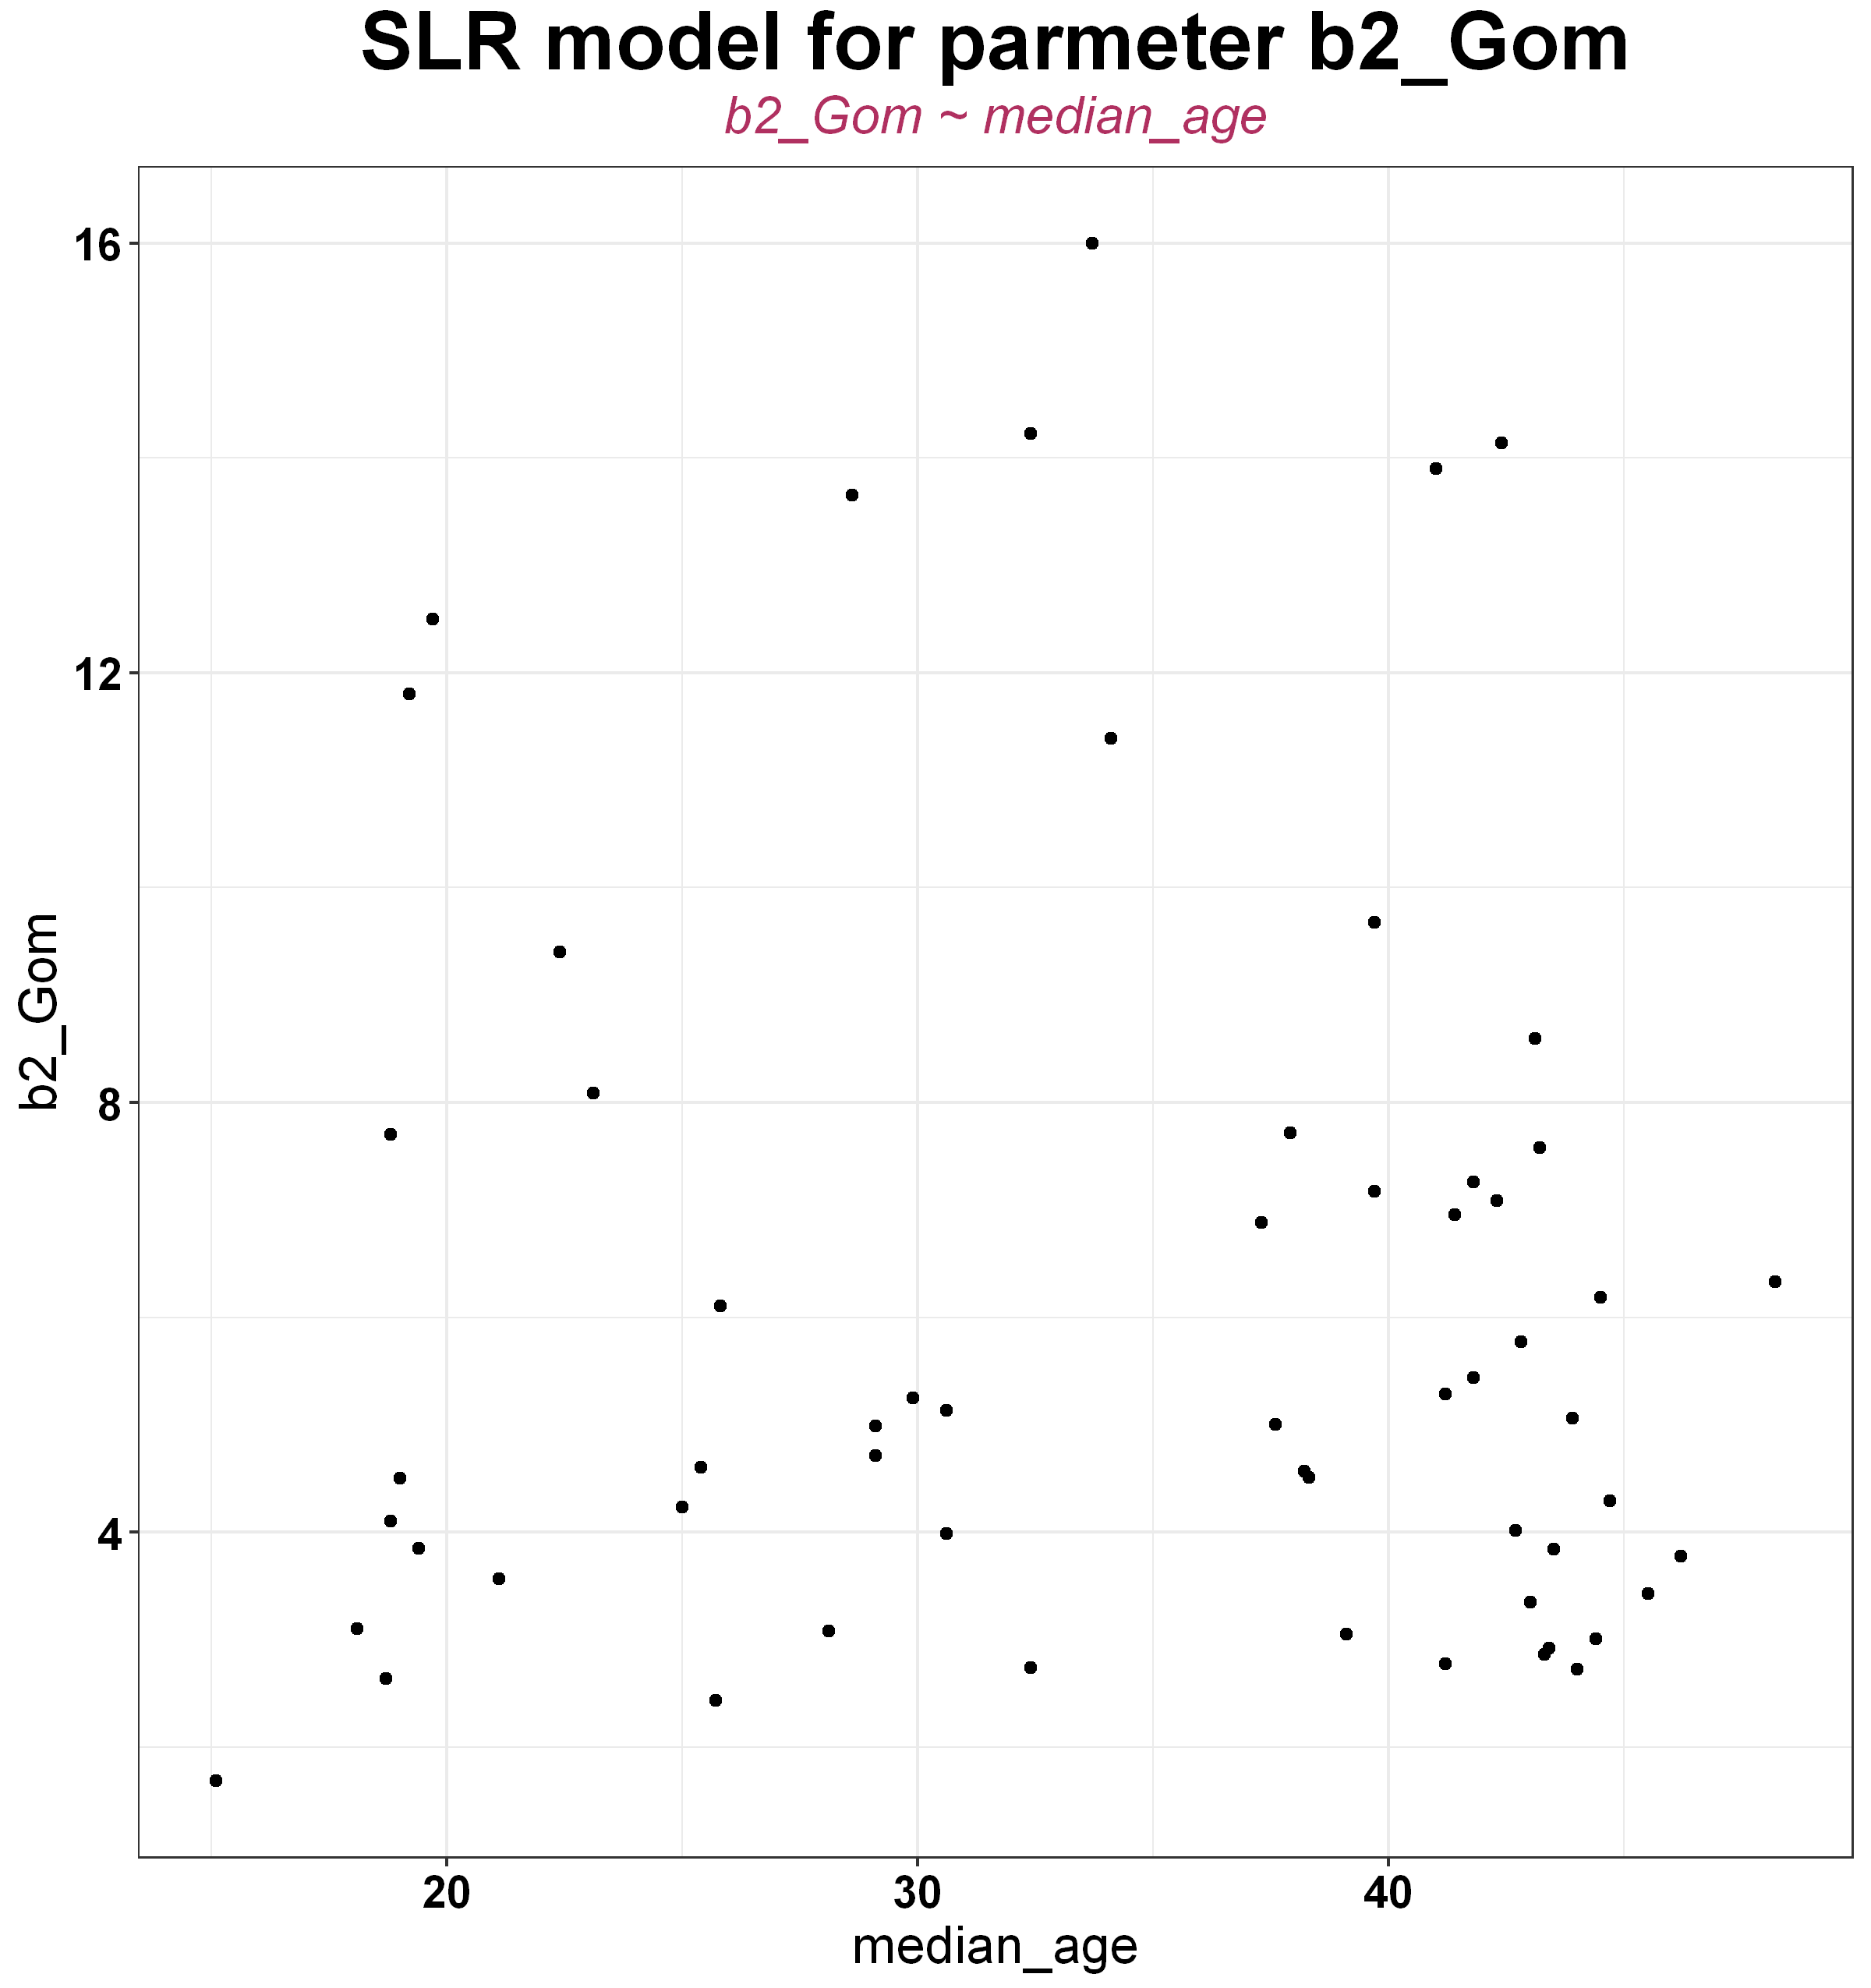 SLR model for parmeter b2_Gom
b2_Gom ~ median_age
16
12
8
4
b2_Gom
20 30 40
median_age